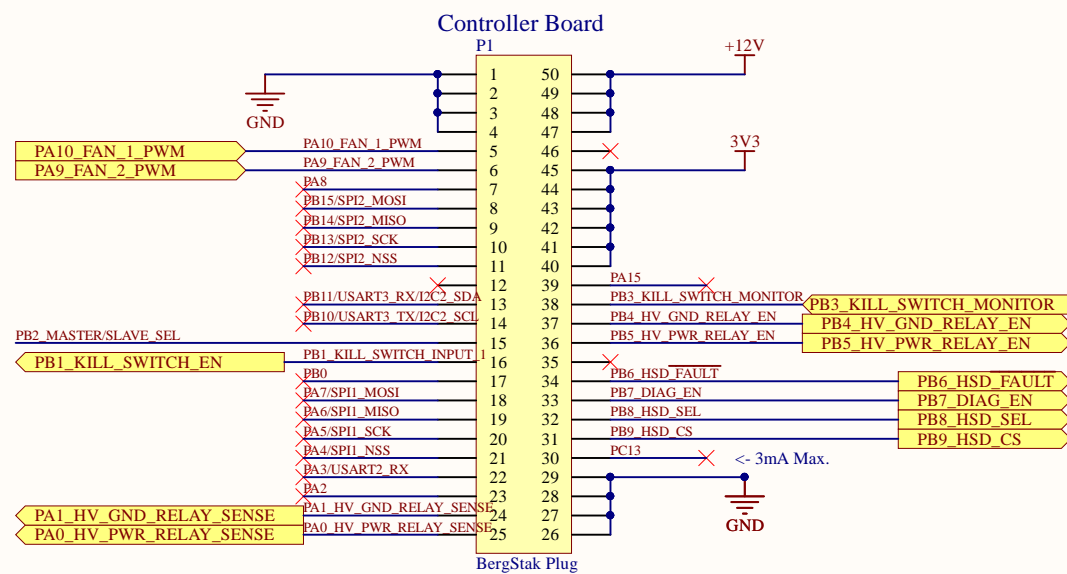 Controller Board
P1
+12V
1 50
2 49
3 48
GND 4 47
PA10_FAN_1_PWM PA10_FAN_1_PWM 5 46 3V3
PA9_FAN_2_PWM PA9_FAN_2_PWM 6 45
PA8 7 44
PB15/SPI2_MOSI 8 43
PB14/SPI2_MISO 9 42
PB13/SPI2_SCK 10 41
PB12/SPI2_NSS 11 40
12 39 PA15
PB11/USART3_RX/I2C2_SDA 13 38 PB3_KILL_SWITCH_MONITOR PB3_KILL_SWITCH_MONITOR
PB10/USART3_TX/I2C2_SCL 14 37 PB4_HV_GND_RELAY_EN PB4_HV_GND_RELAY_EN
PB2_MASTER/SLAVE_SEL 15 36 PB5_HV_PWR_RELAY_EN PB5_HV_PWR_RELAY_EN
PB1_KILL_SWITCH_EN PB1_KILL_SWITCH_INPUT_1 16 35
PB0 17 34 PB6_HSD_FAULT PB6_HSD_FAULT
PA7/SPI1_MOSI 18 33 PB7_DIAG_EN PB7_DIAG_EN
PA6/SPI1_MISO 19 32 PB8_HSD_SEL PB8_HSD_SEL
PA5/SPI1_SCK 20 31 PB9_HSD_CS PB9_HSD_CS
PA4/SPI1_NSS 21 30 PC13 <- 3mA Max.
PA3/USART2_RX 22 29
PA2 23 28
PA1_HV_GND_RELAY_SENSE PA1_HV_GND_RELAY_SENSE 24 27 GND
PA0_HV_PWR_RELAY_SENSE PA0_HV_PWR_RELAY_SENSE 25 26
BergStak Plug